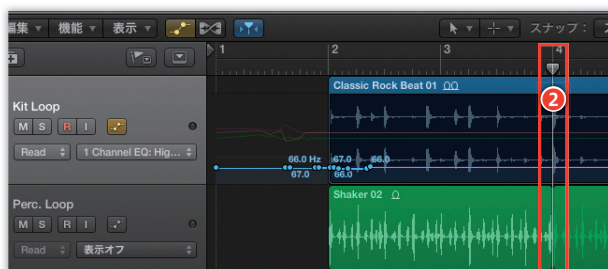 編集 機能 表示 スナップ：
1 2 3 4
Classic Rock Beat 01
2
Kit Loop
M S R I
Read 1 Channel EQ: Hig...
66.0 Hz 67.0 66.0
67.0 66.0
Shaker 02
Perc. Loop
M S R I
Read 表示オフ